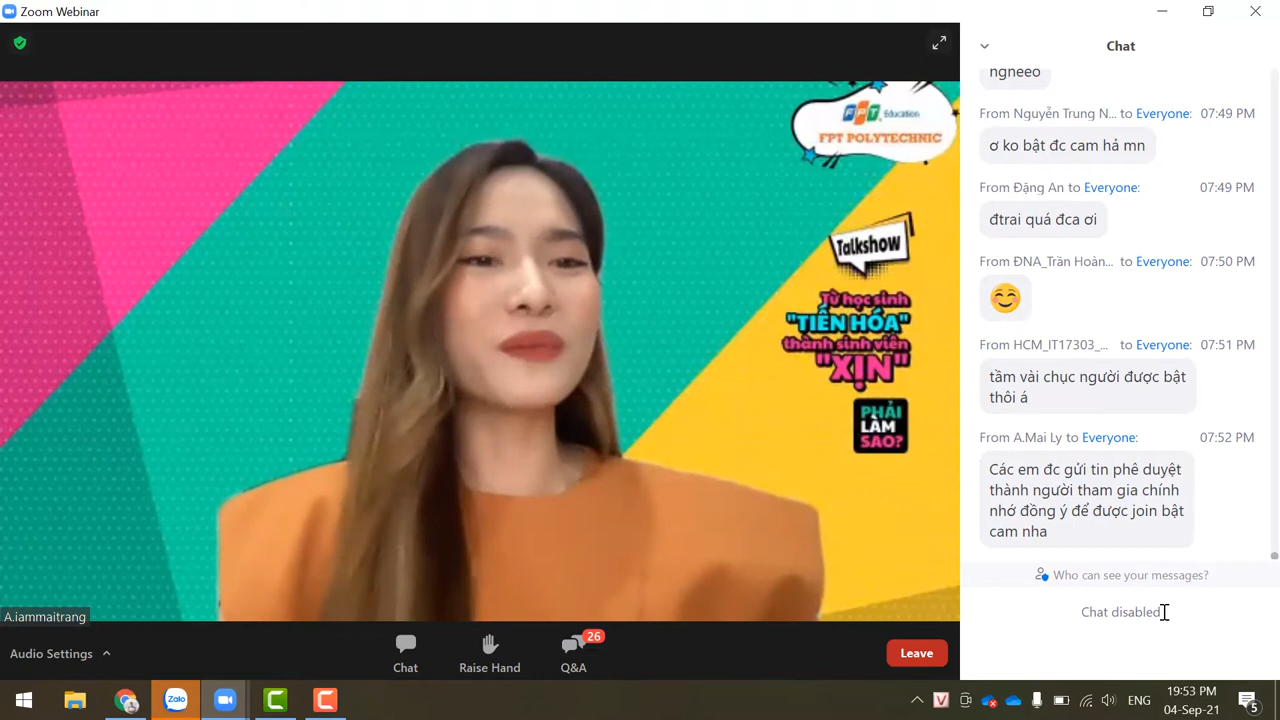 Zoom Webinar
Chat
FPT Education
FPT POLYTECHNIC
Talkshow
Từ học sinh
"TIẾN HÓA"
thành sinh viên
"XỊN"
PHẢI
LÀM
SAO?
A.iammaitrang
Audio Settings
Chat
Raise Hand
Q&A
26
Leave
ngneeo
From Nguyễn Trung N... to Everyone: 07:49 PM
ơ ko bật đc cam hả mn
From Đặng An to Everyone: 07:49 PM
đtrai quá đca ơi
From ĐNA_Trần Hoàn... to Everyone: 07:50 PM
From HCM_IT17303_... to Everyone: 07:51 PM
tầm vài chục người được bật
thôi á
From A.Mai Ly to Everyone: 07:52 PM
Các em đc gửi tin phê duyệt
thành người tham gia chính
nhớ đồng ý để được join bật
cam nha
Who can see your messages?
Chat disabled
Zalo
C
C
V
ENG
19:53 PM
04-Sep-21
5